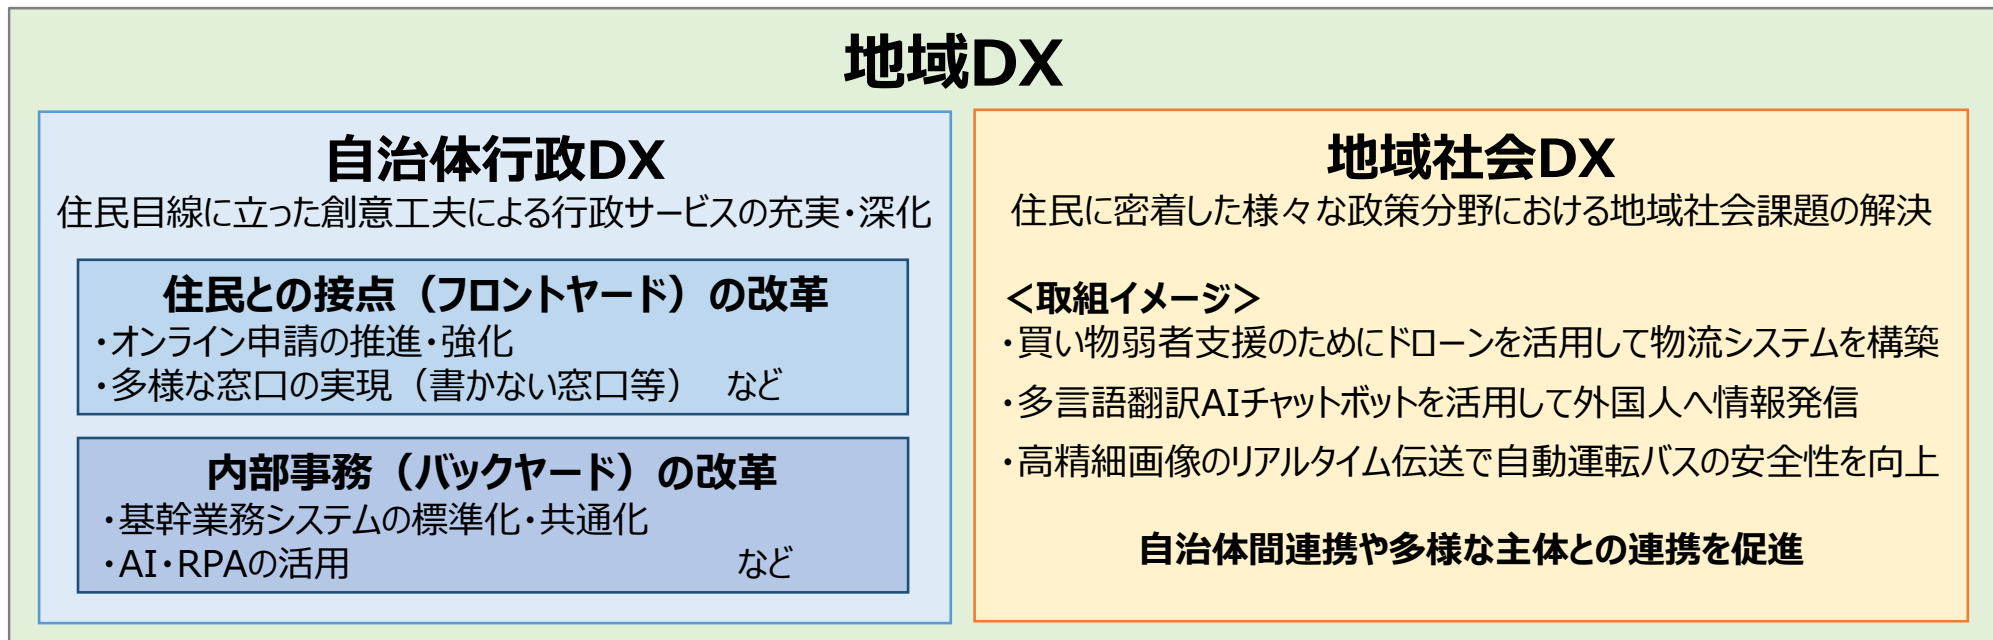 地域DX
自治体行政DX
住民目線に立った創意工夫による行政サービスの充実・深化
住民との接点（フロントヤード）の改革
・オンライン申請の推進・強化
・多様な窓口の実現（書かない窓口等）　など
内部事務（バックヤード）の改革
・基幹業務システムの標準化・共通化
・AI・RPAの活用　など
地域社会DX
住民に密着した様々な政策分野における地域社会課題の解決
＜取組イメージ＞
・買い物弱者支援のためにドローンを活用して物流システムを構築
・多言語翻訳AIチャットボットを活用して外国人へ情報発信
・高精細画像のリアルタイム伝送で自動運転バスの安全性を向上
自治体間連携や多様な主体との連携を促進